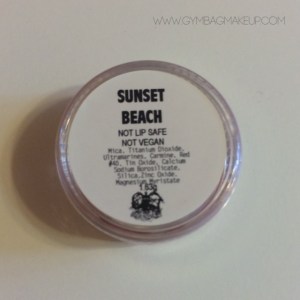 WWW.GYMBAGMAKEUP.COM
SUNSET
BEACH
NOT LIP SAFE
NOT VEGAN
Mica, Titanium Dioxide,
Ultramarines, Carmine, Red
#40, Tin Oxide, Calcium
Sodium Borosilicate,
Silica, Zinc Oxide,
Magnesium Myristate